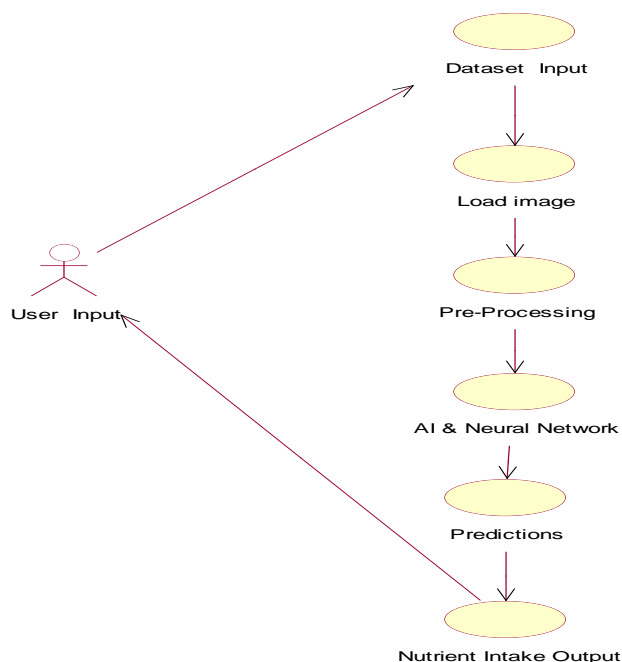 Dataset Input
Load image
Pre-Processing
User Input
AI & Neural Network
Predictions
Nutrient Intake Output